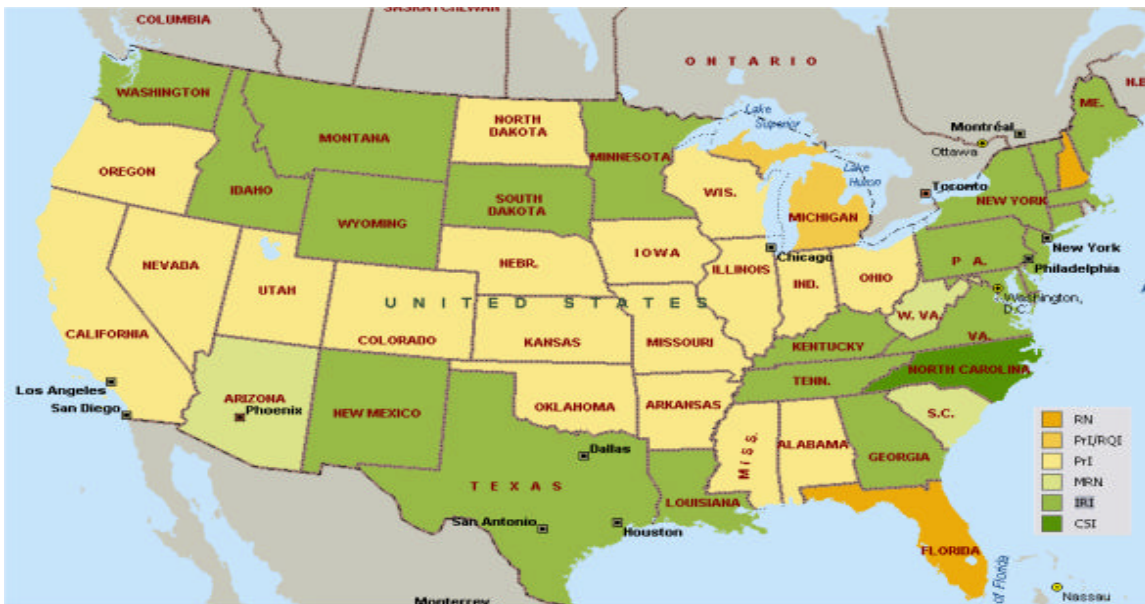 COLUMBIA
SASKATCHEWAN
ONTARIO
N.B
WASHINGTON
MONTANA
NORTH
DAKOTA
MINNESOTA
Lake
Superior
Montréal
Ottawa
ME.
OREGON
IDAHO
WYOMING
SOUTH
DAKOTA
WIS.
Lake
Huron
MICHIGAN
Toronto
NEW YORK
New York
NEVADA
UTAH
NEBR.
IOWA
Chicago
ILLINOIS
IND.
OHIO
P A.
Philadelphia
UNITED STATES
W. VA.
Washington,
D.C.
CALIFORNIA
COLORADO
KANSAS
MISSOURI
KENTUCKY
VA.
Los Angeles
San Diego
ARIZONA
Phoenix
NEW MEXICO
OKLAHOMA
ARKANSAS
TENN.
NORTH CAROLINA
S.C.
Dallas
MISS.
ALABAMA
GEORGIA
TEXAS
LOUISIANA
San Antonio
Houston
FLORIDA
of Florida
Monterrey
Nassau
RN
PrI/RQI
PrI
MRN
IRI
CSI